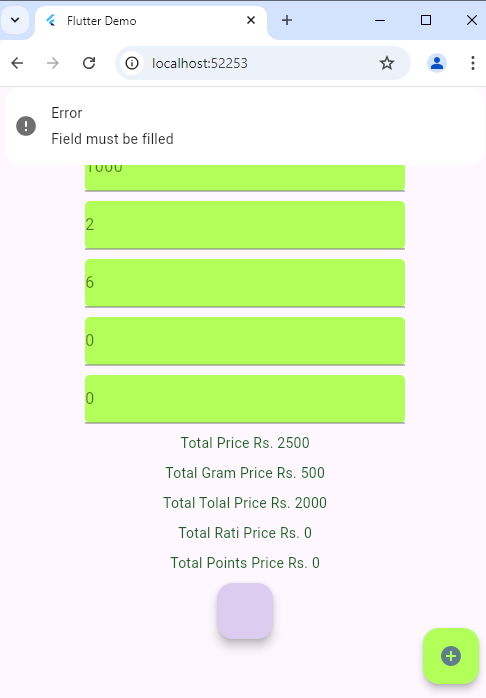 Flutter Demo
localhost:52253
Error
Field must be filled
1000
2
6
0
0
Total Price Rs. 2500
Total Gram Price Rs. 500
Total Tolal Price Rs. 2000
Total Rati Price Rs. 0
Total Points Price Rs. 0